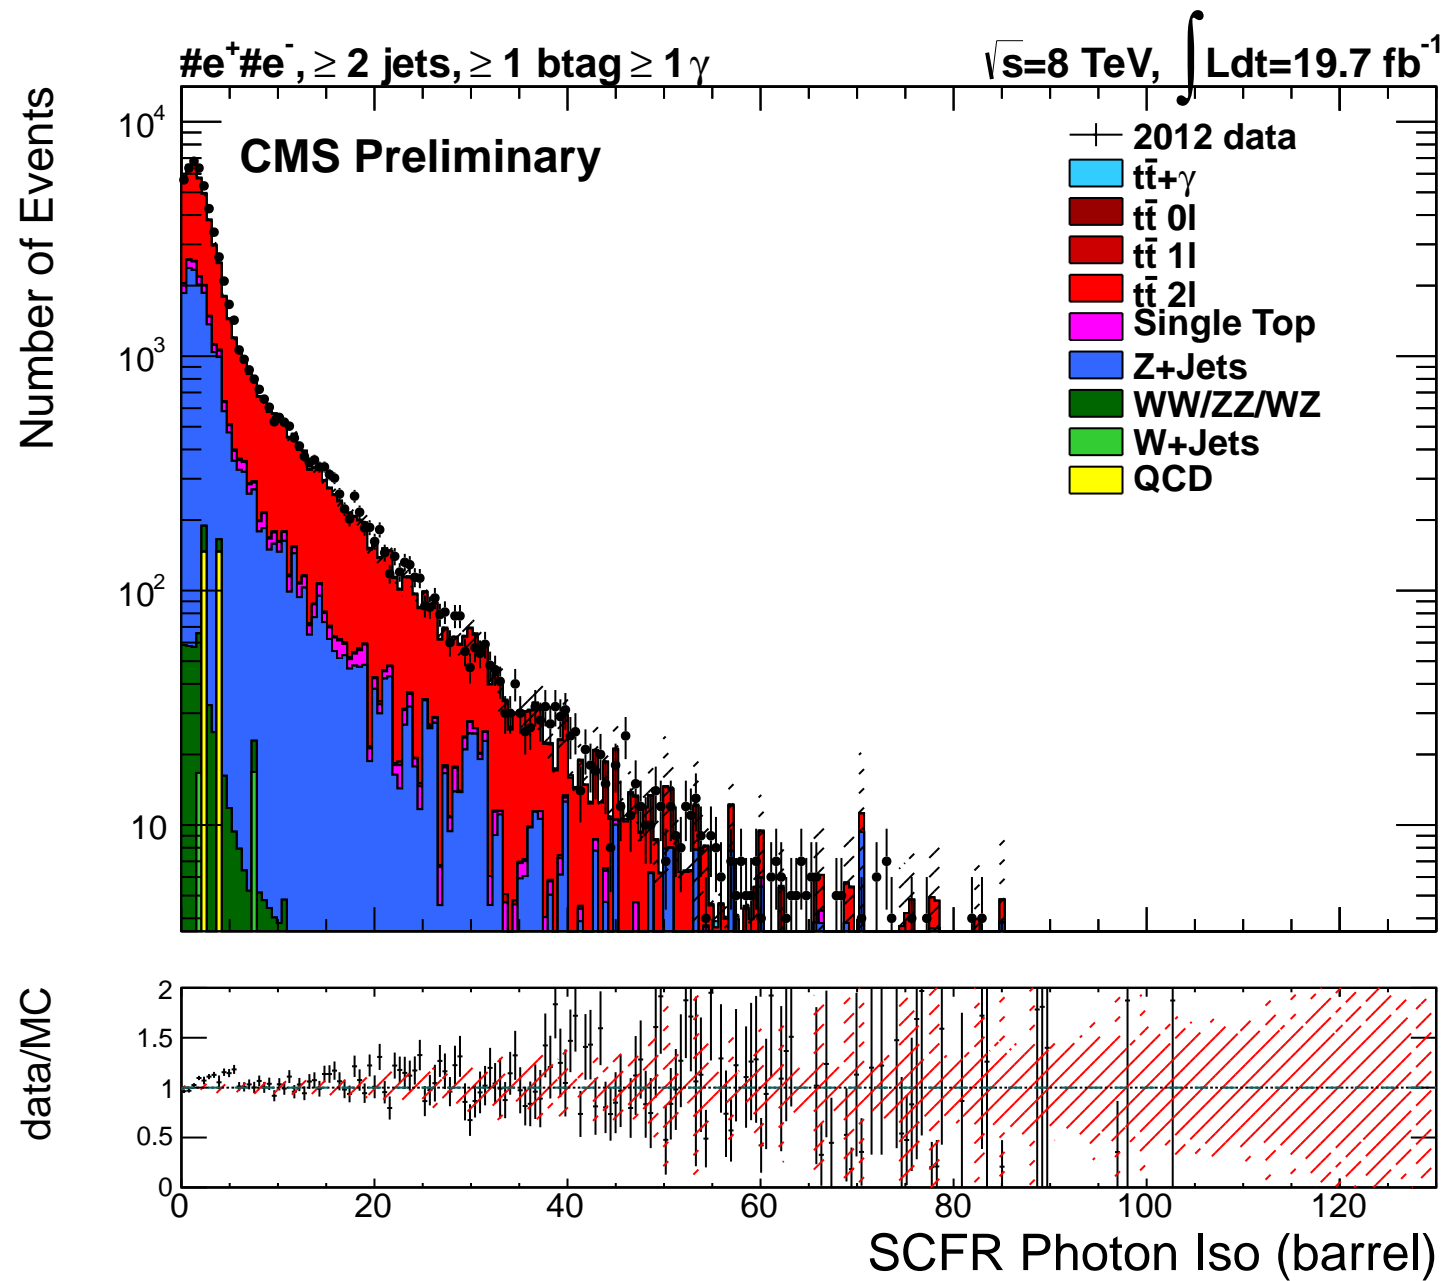 #e⁺#e⁻, ≥ 2 jets, ≥ 1 btag ≥ 1 γ
√s=8 TeV, ∫Ldt=19.7 fb⁻¹
CMS Preliminary
2012 data
tt̄+γ
tt̄ 0l
tt̄ 1l
tt̄ 2l
Single Top
Z+Jets
WW/ZZ/WZ
W+Jets
QCD
Number of Events
10⁴
10³
10²
10
data/MC
2
1.5
1
0.5
0
0 20 40 60 80 100 120
SCFR Photon Iso (barrel)